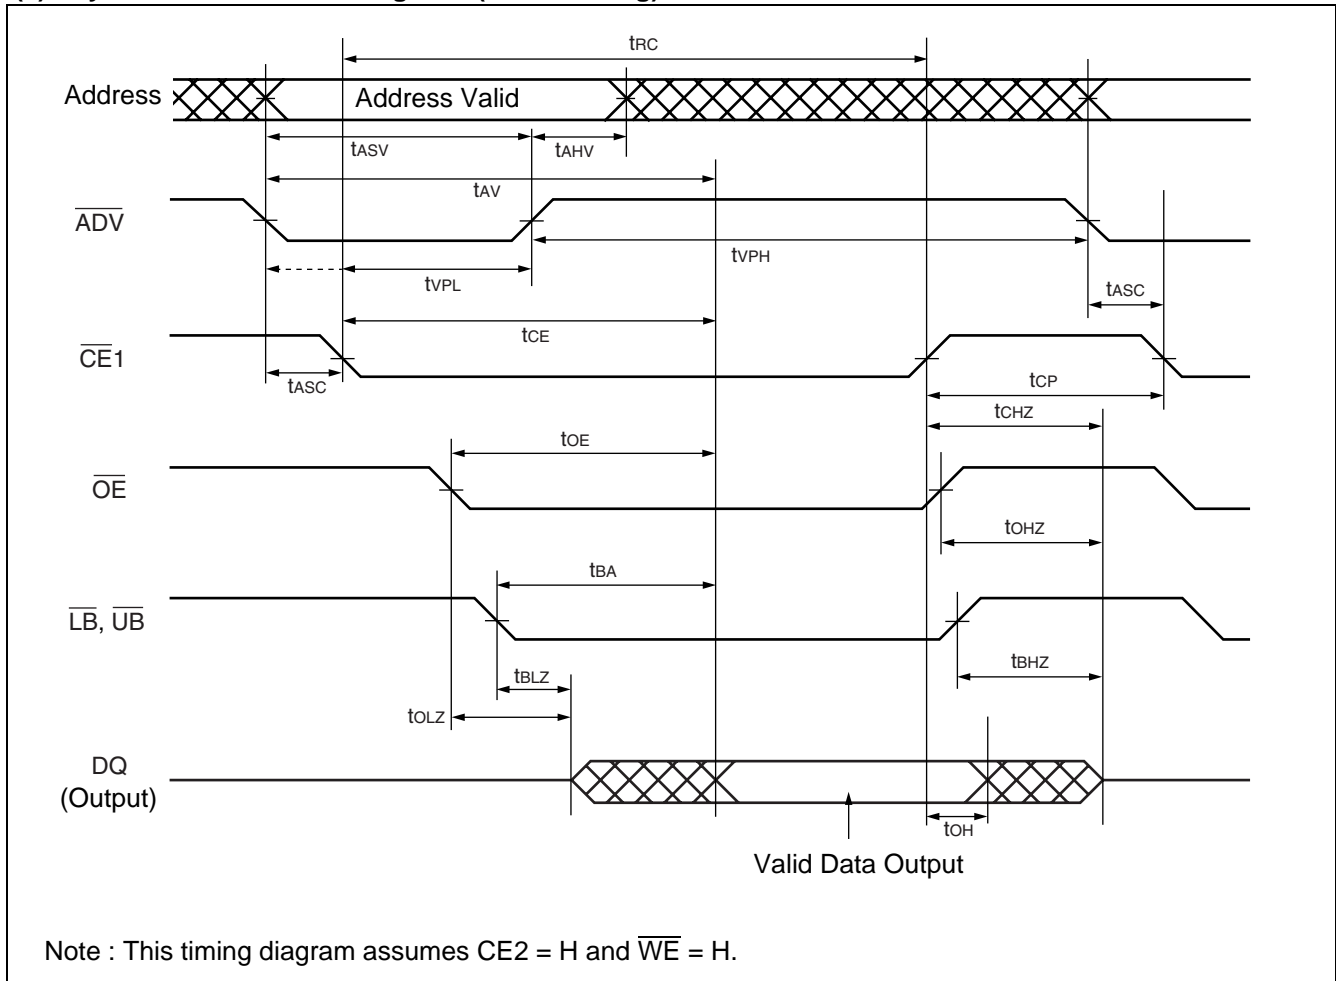 tRC
Address
Address Valid
tASV
tAHV
tAV
ADV
tVPH
tVPL
tASC
tCE
CE1
tASC
tCP
tCHZ
tOE
OE
tOHZ
tBA
LB, UB
tBHZ
tBLZ
tOLZ
DQ
(Output)
tOH
Valid Data Output
Note : This timing diagram assumes CE2 = H and WE = H.